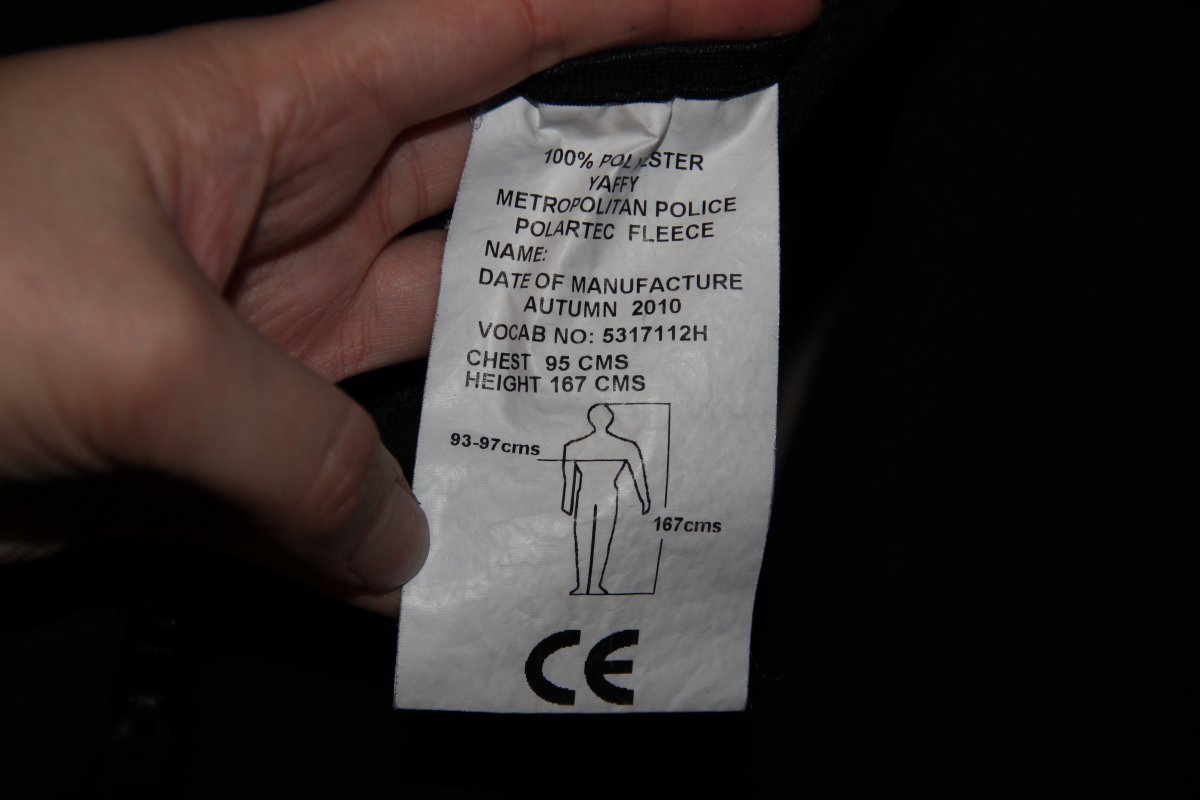 100% POLYESTER
YAFFY
METROPOLITAN POLICE
POLARTEC FLEECE
NAME:
DATE OF MANUFACTURE
AUTUMN 2010
VOCAB NO: 5317112H
CHEST 95 CMS
HEIGHT 167 CMS
93-97cms
167cms
CE